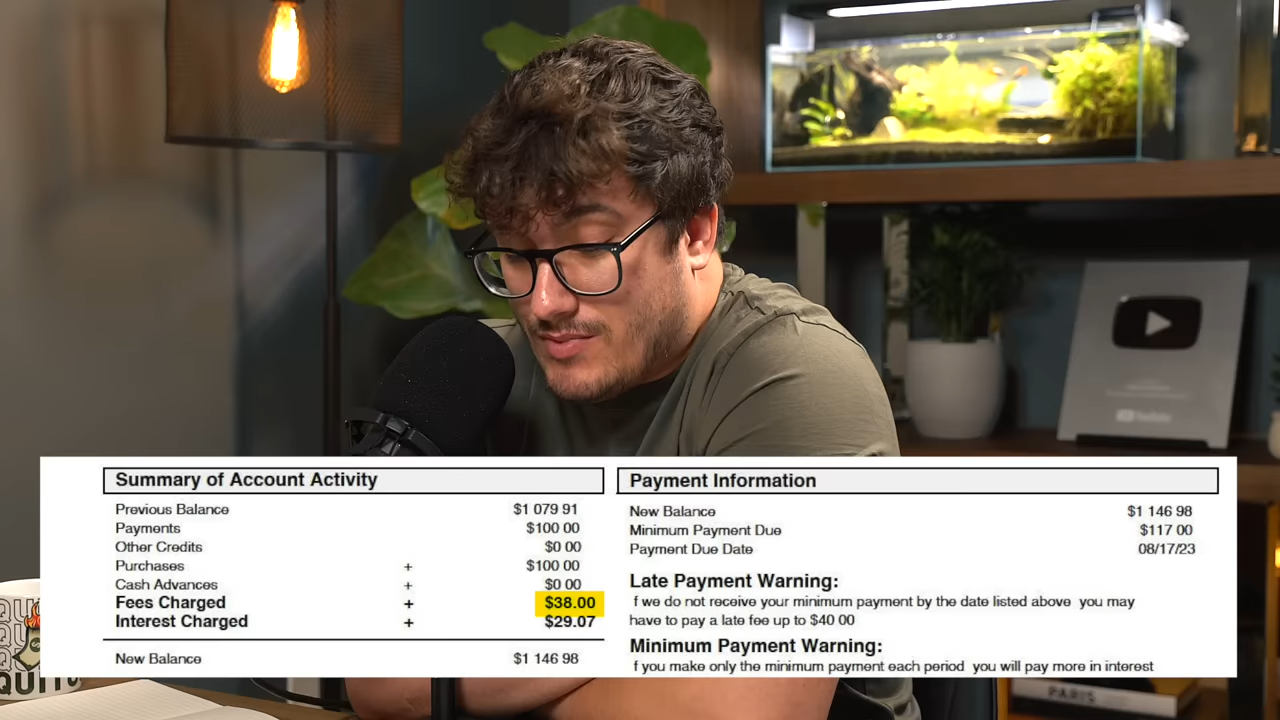 Summary of Account Activity
Previous Balance $1 079 91
Payments $100 00
Other Credits $0 00
Purchases + $100 00
Cash Advances + $0 00
Fees Charged + $38.00
Interest Charged + $29.07
New Balance $1 146 98
Payment Information
New Balance $1 146 98
Minimum Payment Due $117 00
Payment Due Date 08/17/23
Late Payment Warning:
f we do not receive your minimum payment by the date listed above you may
have to pay a late fee up to $40 00
Minimum Payment Warning:
f you make only the minimum payment each period you will pay more in interest
PARIS